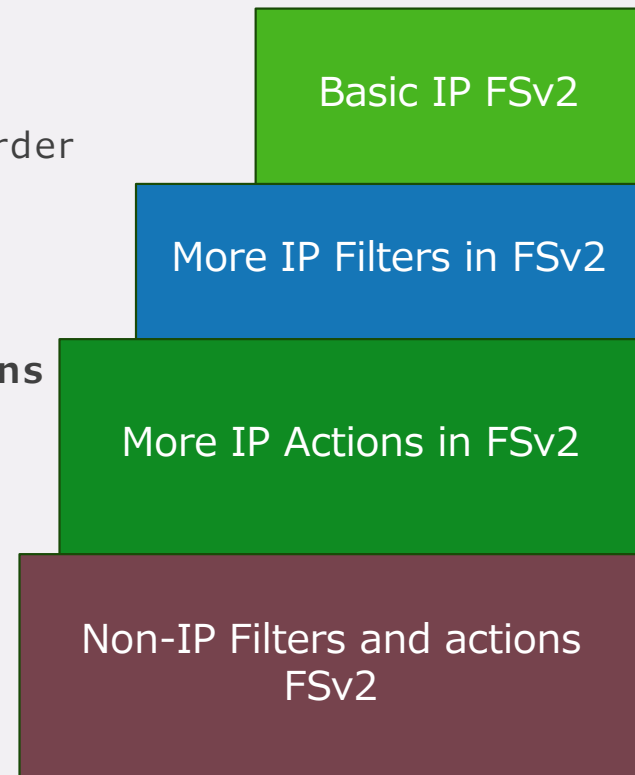 Basic IP FSv2
rder
More IP Filters in FSv2
ns
More IP Actions in FSv2
Non-IP Filters and actions
FSv2